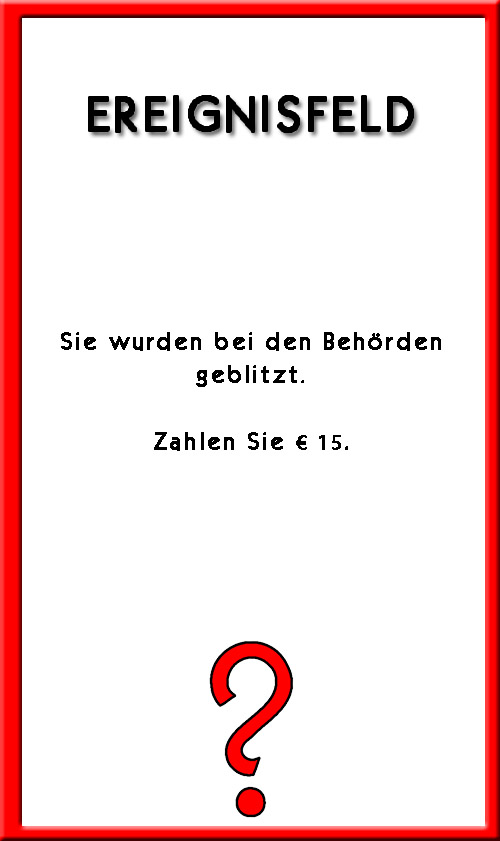 EREIGNISFELD
Sie wurden bei den Behörden
geblitzt.
Zahlen Sie € 15.
?